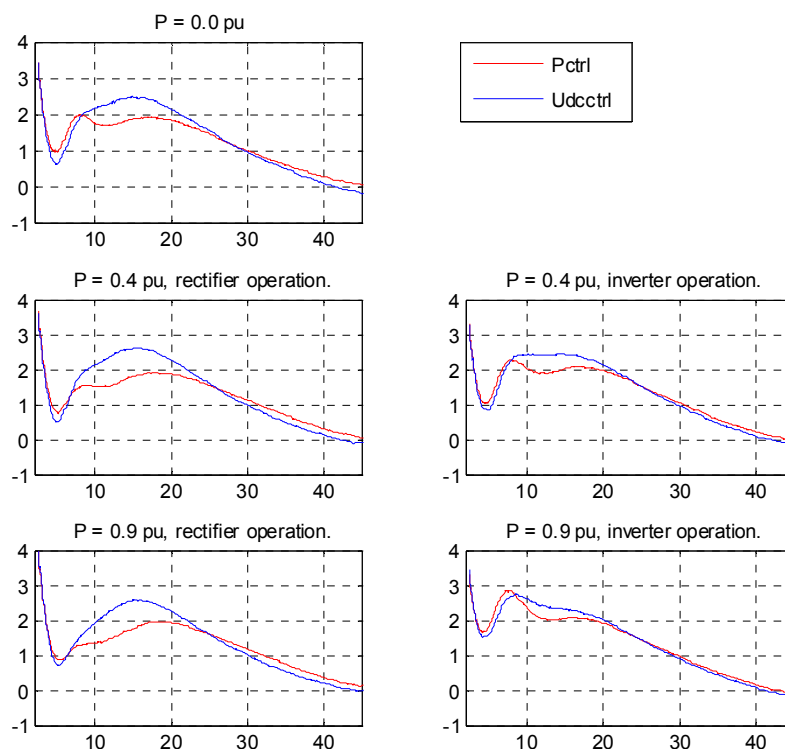 P = 0.0 pu
4
3
2
1
0
-1
10 20 30 40
Pctrl
Udcctrl
P = 0.4 pu, rectifier operation.
4
3
2
1
0
-1
10 20 30 40
P = 0.4 pu, inverter operation.
4
3
2
1
0
-1
10 20 30 40
P = 0.9 pu, rectifier operation.
4
3
2
1
0
-1
10 20 30 40
P = 0.9 pu, inverter operation.
4
3
2
1
0
-1
10 20 30 40